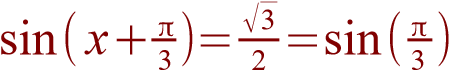 sin( x + π/3 ) = √3/2 = sin( π/3 )